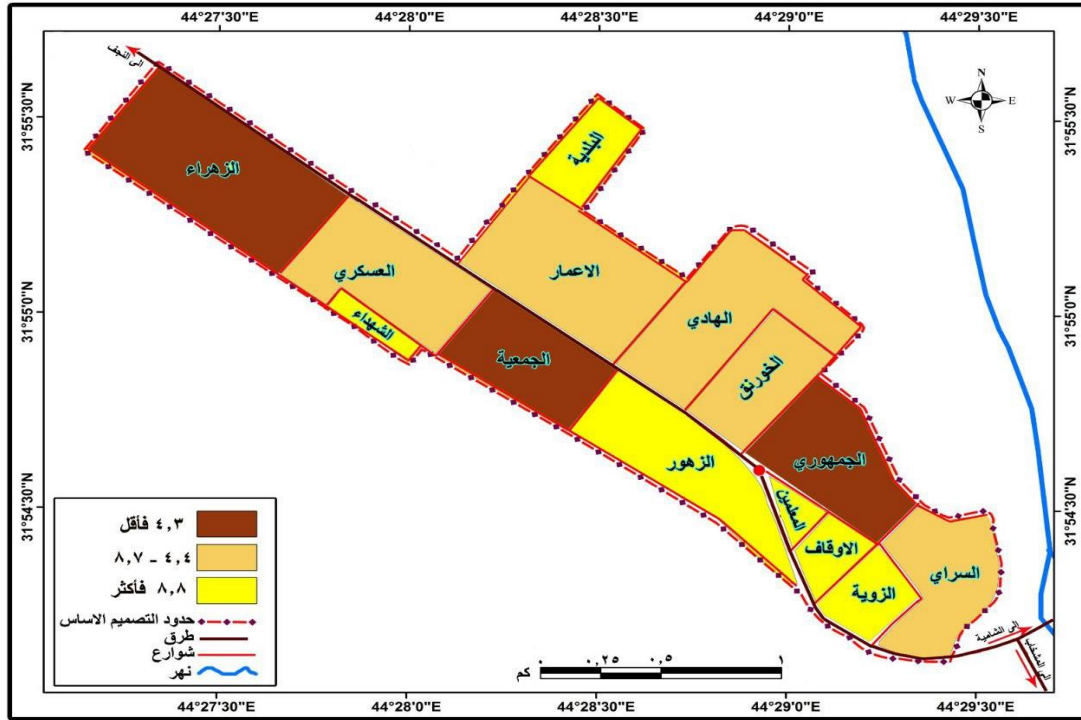 44°27'30"E
44°28'0"E
44°28'30"E
44°29'0"E
44°29'30"E
31°55'30"N
31°55'30"N
31°55'0"N
31°55'0"N
31°54'30"N
31°54'30"N
N
W
E
S
الى النجف
الزهراء
البلدية
العسكري
الاعمار
الشهداء
الهادي
الجمعية
الخورنق
الزهور
الجمهوري
المعلمين
الاوقاف
الزوية
السراي
إلى الشامية
الى المشخاب
٤,٣ فأقل
٤,٤ - ٨,٧
٨,٨ فأكثر
حدود التصميم الاساس
طرق
شوارع
نهر
كم
٠ ٠,٢٥ ٠,٥ ١
44°27'30"E
44°28'0"E
44°28'30"E
44°29'0"E
44°29'30"E